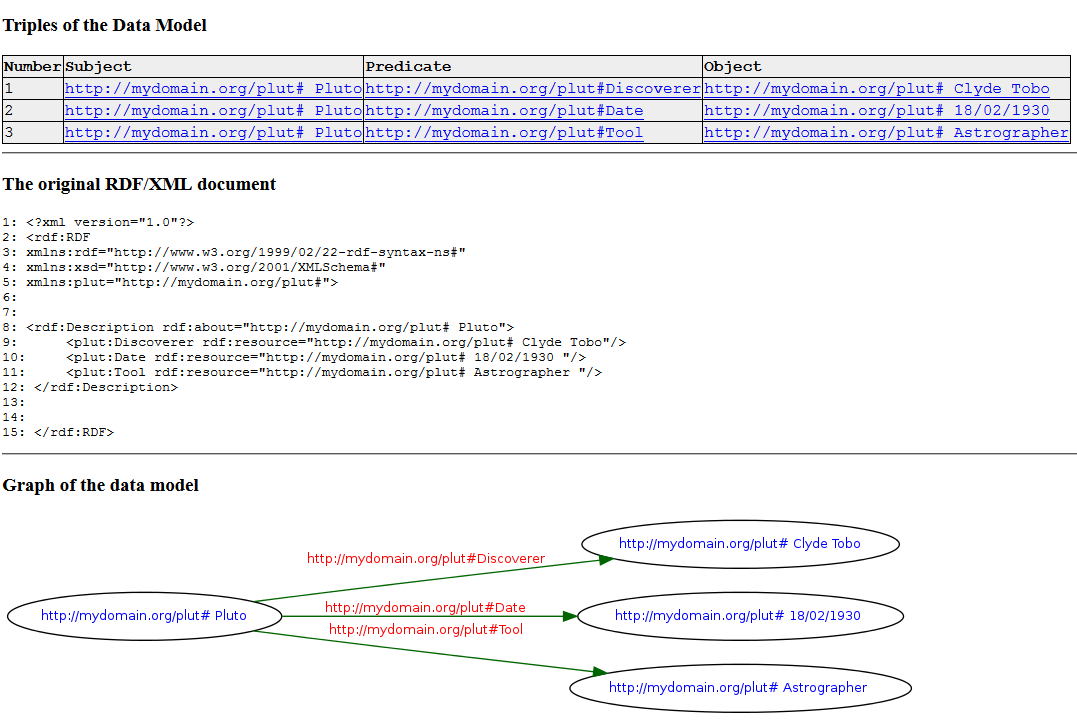 Triples of the Data Model
Number Subject Predicate Object
1 http://mydomain.org/plut# Pluto http://mydomain.org/plut#Discoverer http://mydomain.org/plut# Clyde Tobo
2 http://mydomain.org/plut# Pluto http://mydomain.org/plut#Date http://mydomain.org/plut# 18/02/1930
3 http://mydomain.org/plut# Pluto http://mydomain.org/plut#Tool http://mydomain.org/plut# Astrographer
The original RDF/XML document
1: <?xml version="1.0"?>
2: <rdf:RDF
3: xmlns:rdf="http://www.w3.org/1999/02/22-rdf-syntax-ns#"
4: xmlns:xsd="http://www.w3.org/2001/XMLSchema#"
5: xmlns:plut="http://mydomain.org/plut#">
6:
7:
8: <rdf:Description rdf:about="http://mydomain.org/plut# Pluto">
9:      <plut:Discoverer rdf:resource="http://mydomain.org/plut# Clyde Tobo"/>
10:     <plut:Date rdf:resource="http://mydomain.org/plut# 18/02/1930 "/>
11:     <plut:Tool rdf:resource="http://mydomain.org/plut# Astrographer "/>
12: </rdf:Description>
13:
14:
15: </rdf:RDF>
Graph of the data model
http://mydomain.org/plut# Clyde Tobo
http://mydomain.org/plut#Discoverer
http://mydomain.org/plut#Date
http://mydomain.org/plut# Pluto
http://mydomain.org/plut# 18/02/1930
http://mydomain.org/plut#Tool
http://mydomain.org/plut# Astrographer